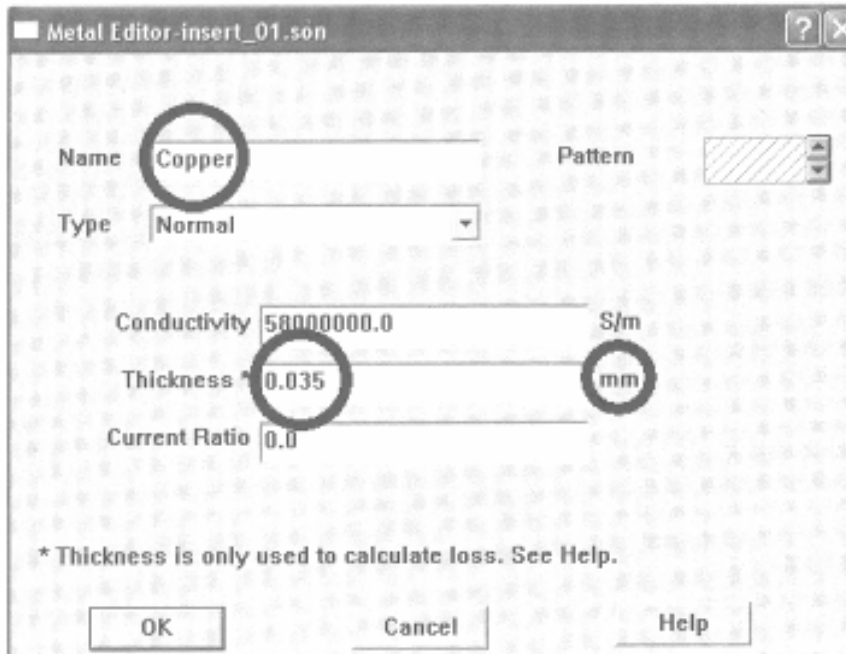 Metal Editor-insert_01.son
Name Copper Pattern
Type Normal
Conductivity 58000000.0 S/m
Thickness * 0.035 mm
Current Ratio 0.0
* Thickness is only used to calculate loss. See Help.
OK Cancel Help